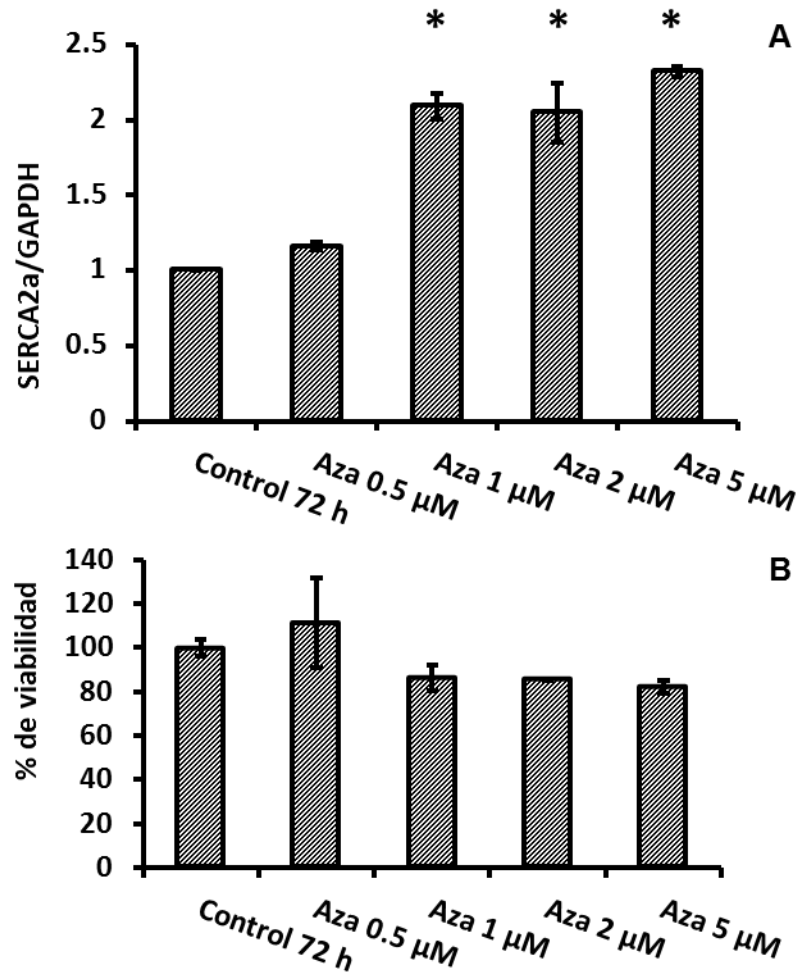 * * *
A
2.5
2
1.5
1
0.5
0
SERCA2a/GAPDH
Control 72 h
Aza 0.5 µM
Aza 1 µM
Aza 2 µM
Aza 5 µM
B
140
120
100
80
60
40
20
0
% de viabilidad
Control 72 h
Aza 0.5 µM
Aza 1 µM
Aza 2 µM
Aza 5 µM